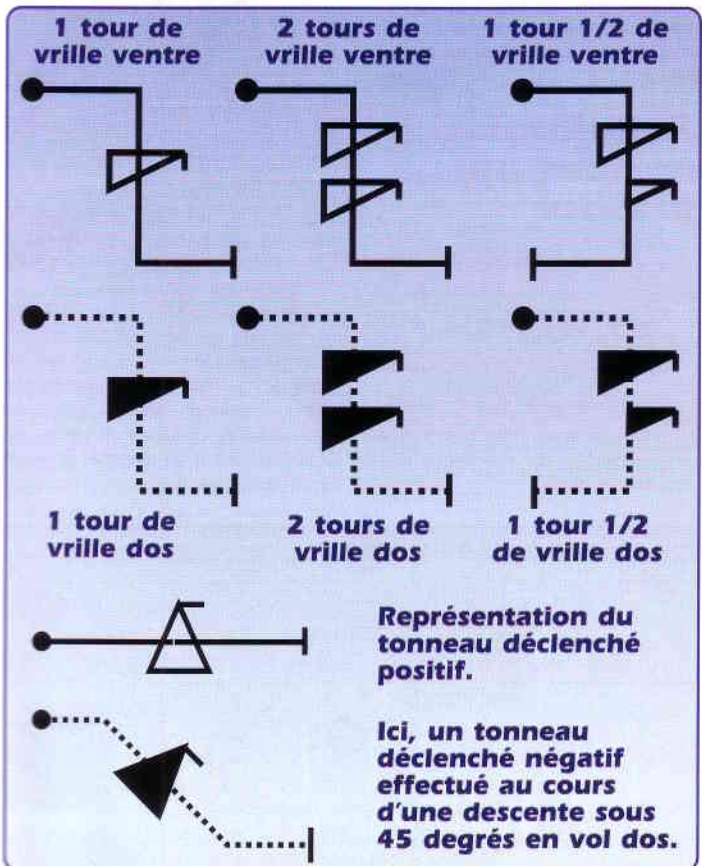 1 tour de
vrille ventre
2 tours de
vrille ventre
1 tour 1/2 de
vrille ventre
1 tour de
vrille dos
2 tours de
vrille dos
1 tour 1/2
de vrille dos
Représentation du
tonneau déclenché
positif.
Ici, un tonneau
déclenché négatif
effectué au cours
d'une descente sous
45 degrés en vol dos.